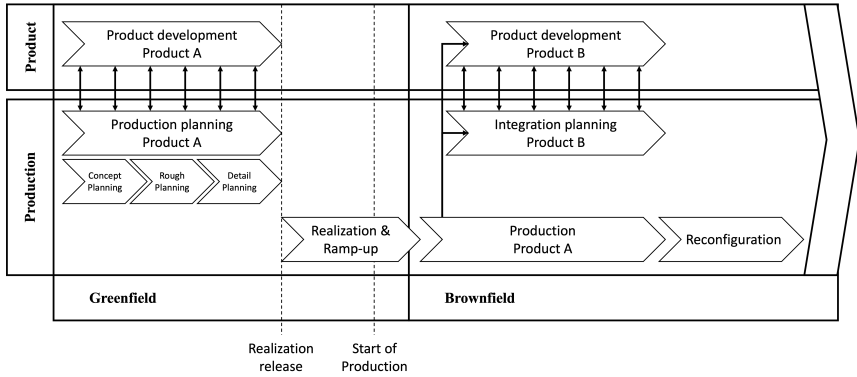 Product
Product development
Product A
Product development
Product B
Production
Production planning
Product A
Integration planning
Product B
Concept
Planning
Rough
Planning
Detail
Planning
Realization &
Ramp-up
Production
Product A
Reconfiguration
Greenfield
Brownfield
Realization
release
Start of
Production